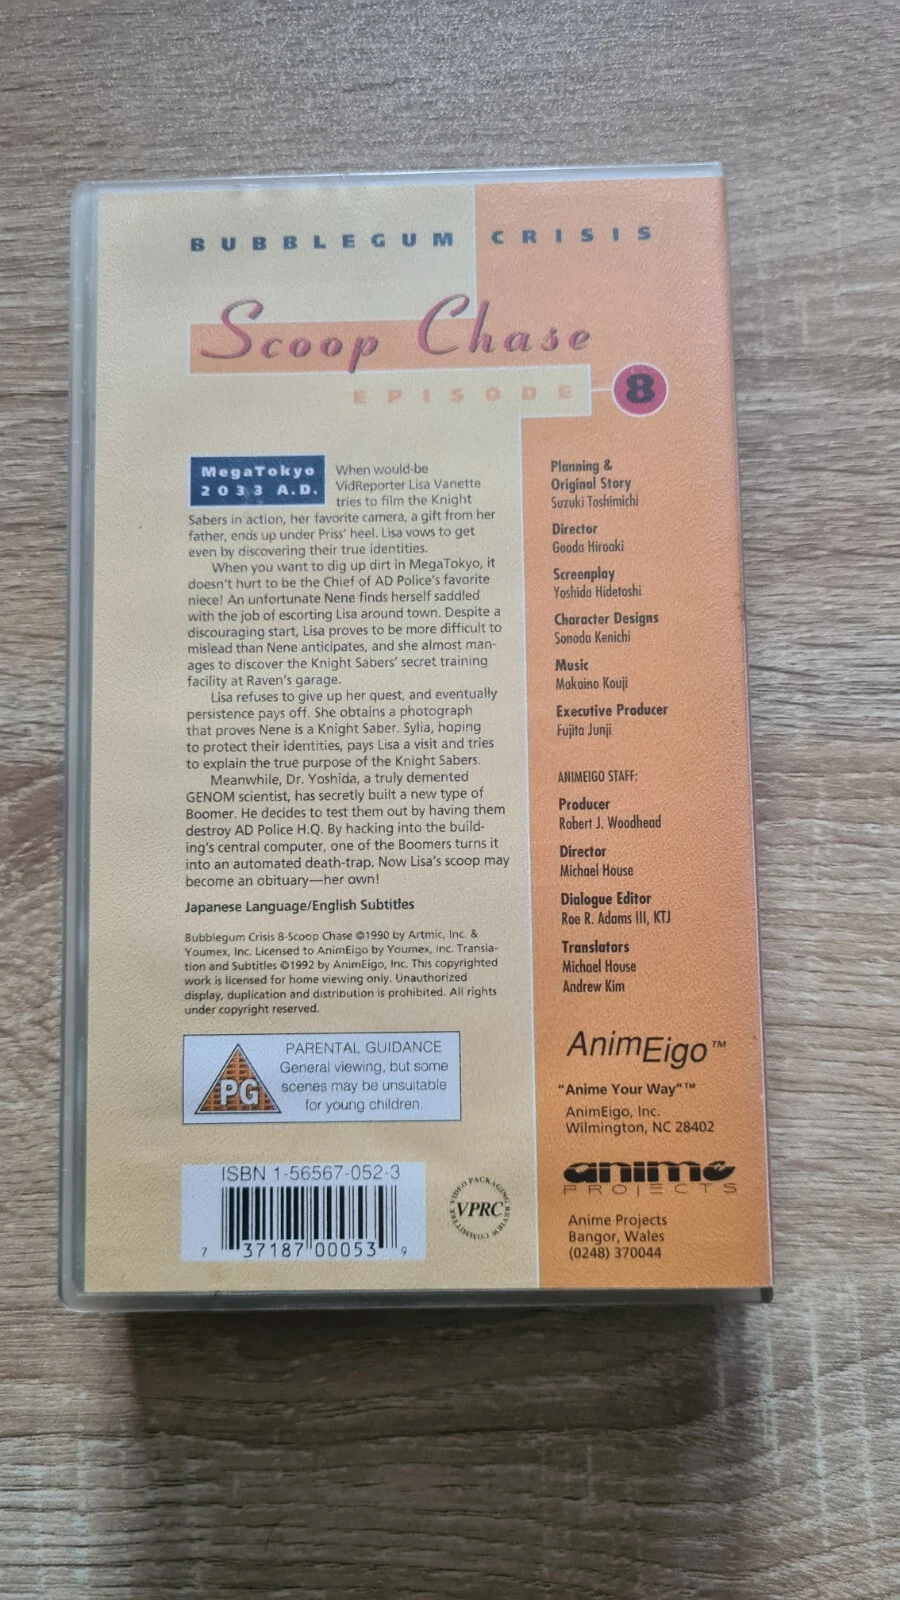 BUBBLEGUM CRISIS
Scoop Chase
EPISODE 8
MegaTokyo
2033 A.D.
When would-be
VidReporter Lisa Vanette
tries to film the Knight
Sabers in action, her favorite camera, a gift from her
father, ends up under Priss' heel. Lisa vows to get
even by discovering their true identities.
When you want to dig up dirt in MegaTokyo, it
doesn't hurt to be the Chief of AD Police's favorite
niece! An unfortunate Nene finds herself saddled
with the job of escorting Lisa around town. Despite a
discouraging start, Lisa proves to be more difficult to
mislead than Nene anticipates, and she almost man-
ages to discover the Knight Sabers' secret training
facility at Raven's garage.
Lisa refuses to give up her quest, and eventually
persistence pays off. She obtains a photograph
that proves Nene is a Knight Saber. Sylia, hoping
to protect their identities, pays Lisa a visit and tries
to explain the true purpose of the Knight Sabers.
Meanwhile, Dr. Yoshida, a truly demented
GENOM scientist, has secretly built a new type of
Boomer. He decides to test them out by having them
destroy AD Police H.Q. By hacking into the build-
ing's central computer, one of the Boomers turns it
into an automated death-trap. Now Lisa's scoop may
become an obituary—her own!
Japanese Language/English Subtitles
Bubblegum Crisis 8-Scoop Chase ©1990 by Artmic, Inc. &
Youmex, Inc. Licensed to AnimEigo by Youmex, Inc. Transla-
tion and Subtitles ©1992 by AnimEigo, Inc. This copyrighted
work is licensed for home viewing only. Unauthorized
display, duplication and distribution is prohibited. All rights
under copyright reserved.
PG
PARENTAL GUIDANCE
General viewing, but some
scenes may be unsuitable
for young children.
ISBN 1-56567-052-3
7 37187 00053 9
VIDEO PACKAGING REVIEW COMMITTEE
VPRC
Planning &
Original Story
Suzuki Toshimichi
Director
Gooda Hiroaki
Screenplay
Yoshida Hidetoshi
Character Designs
Sonoda Kenichi
Music
Makaino Kouji
Executive Producer
Fujita Junji
ANIMEIGO STAFF:
Producer
Robert J. Woodhead
Director
Michael House
Dialogue Editor
Roe R. Adams III, KTJ
Translators
Michael House
Andrew Kim
AnimEigo™
"Anime Your Way"™
AnimEigo, Inc.
Wilmington, NC 28402
anime
PROJECTS
Anime Projects
Bangor, Wales
(0248) 370044